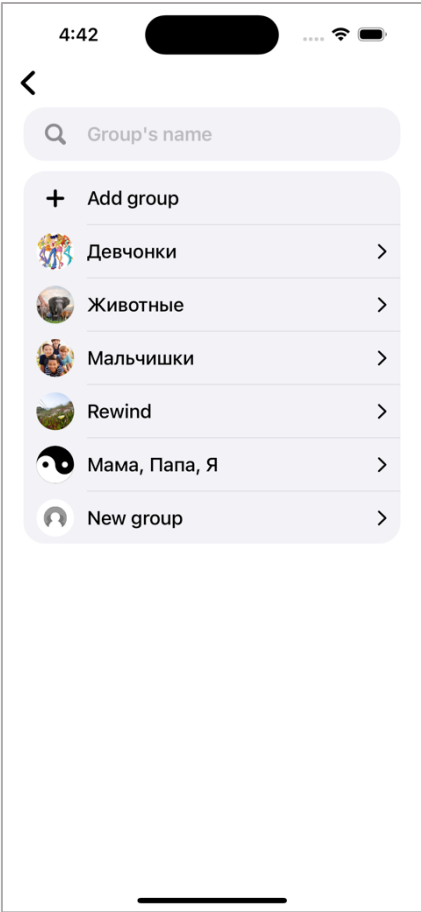 4:42
Group's name
Add group
Девчонки
Животные
Мальчишки
Rewind
Мама, Папа, Я
New group